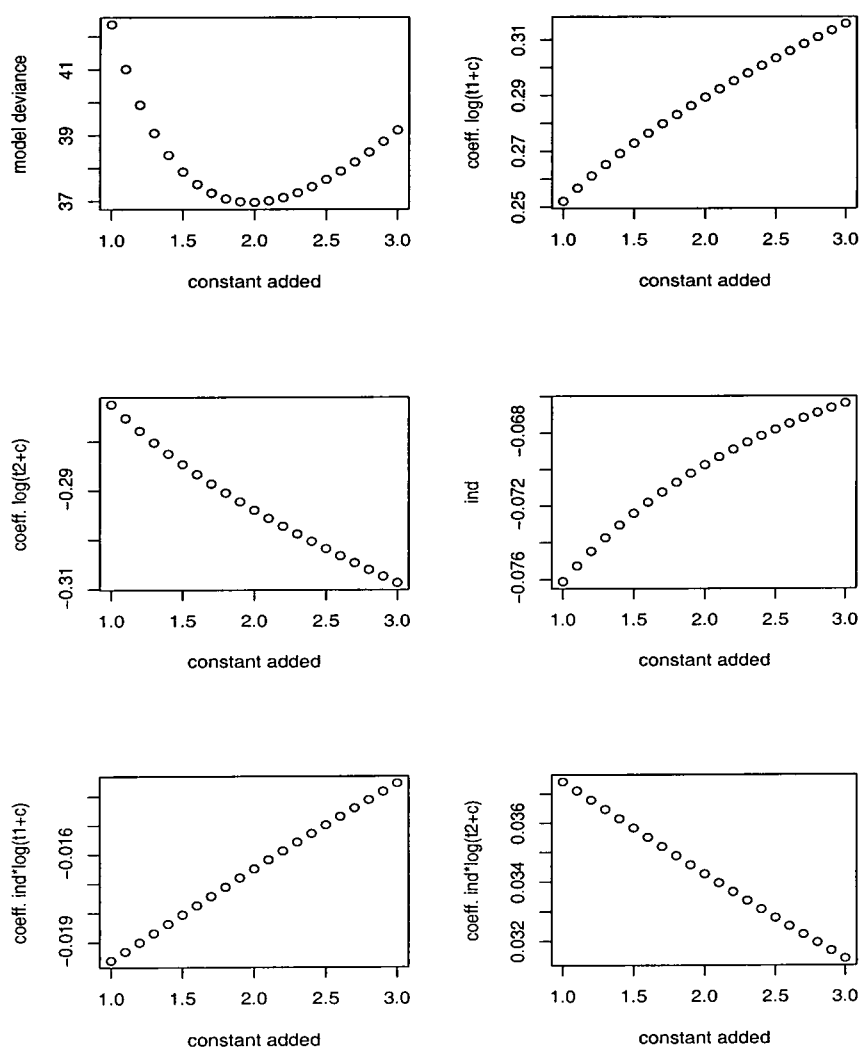 model deviance
41
39
37
1.0 1.5 2.0 2.5 3.0
constant added
coeff. log(t1+c)
0.31
0.29
0.27
0.25
1.0 1.5 2.0 2.5 3.0
constant added
coeff. log(t2+c)
-0.29
-0.31
1.0 1.5 2.0 2.5 3.0
constant added
ind
-0.068
-0.072
-0.076
1.0 1.5 2.0 2.5 3.0
constant added
coeff. ind*log(t1+c)
-0.016
-0.019
1.0 1.5 2.0 2.5 3.0
constant added
coeff. ind*log(t2+c)
0.036
0.034
0.032
1.0 1.5 2.0 2.5 3.0
constant added